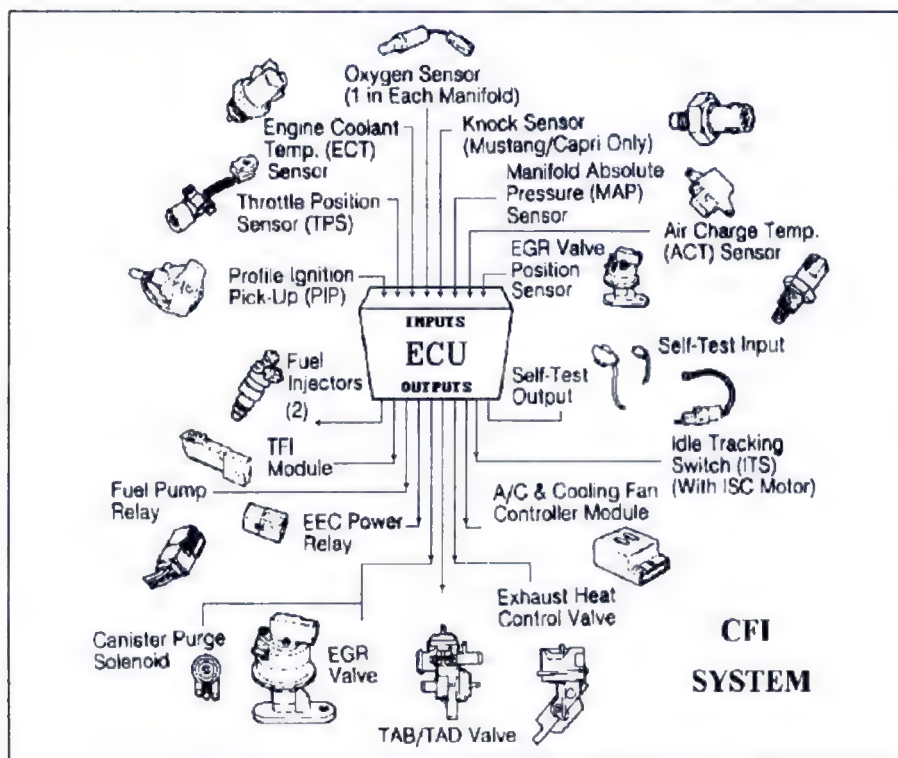 Oxygen Sensor
(1 in Each Manifold)
Engine Coolant
Temp. (ECT)
Sensor
Knock Sensor
(Mustang/Capri Only)
Throttle Position
Sensor (TPS)
Manifold Absolute
Pressure (MAP)
Sensor
Air Charge Temp.
(ACT) Sensor
Profile Ignition
Pick-Up (PIP)
EGR Valve
Position
Sensor
INPUTS
ECU
OUTPUTS
Fuel
Injectors
(2)
Self-Test
Output
Self-Test Input
TFI
Module
Idle Tracking
Switch (ITS)
(With ISC Motor)
Fuel Pump
Relay
EEC Power
Relay
A/C & Cooling Fan
Controller Module
Canister Purge
Solenoid
EGR
Valve
TAB/TAD Valve
Exhaust Heat
Control Valve
CFI
SYSTEM